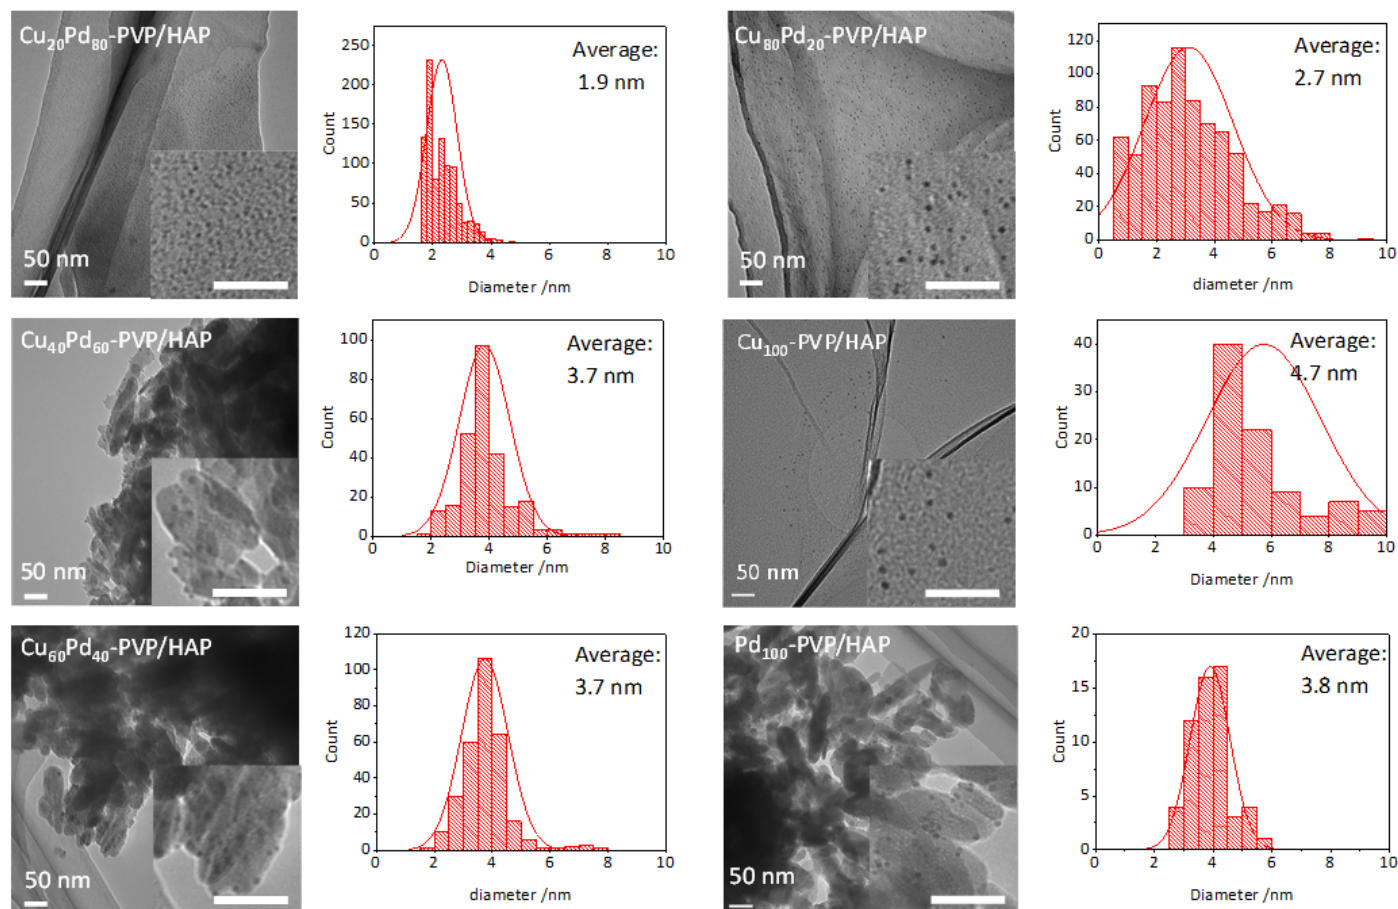 Cu₂₀Pd₈₀-PVP/HAP
50 nm
Count
250
200
150
100
50
0
0 2 4 6 8 10
Diameter /nm
Average:
1.9 nm
Cu₈₀Pd₂₀-PVP/HAP
50 nm
Count
120
100
80
60
40
20
0
0 2 4 6 8 10
diameter /nm
Average:
2.7 nm
Cu₄₀Pd₆₀-PVP/HAP
50 nm
Count
100
80
60
40
20
0
0 2 4 6 8 10
Diameter /nm
Average:
3.7 nm
Cu₁₀₀-PVP/HAP
50 nm
Count
40
30
20
10
0
0 2 4 6 8 10
Diameter /nm
Average:
4.7 nm
Cu₆₀Pd₄₀-PVP/HAP
50 nm
Count
120
100
80
60
40
20
0
0 2 4 6 8 10
diameter /nm
Average:
3.7 nm
Pd₁₀₀-PVP/HAP
50 nm
Count
20
15
10
5
0
0 2 4 6 8 10
Diameter /nm
Average:
3.8 nm